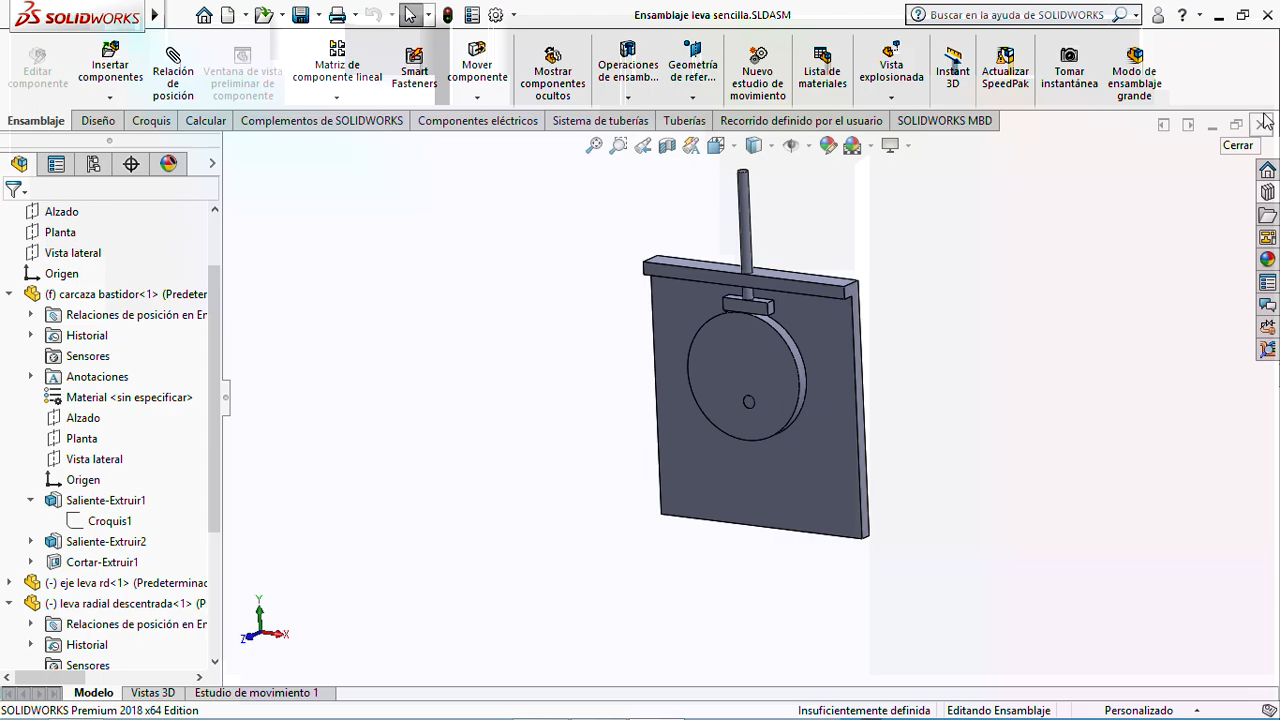 SOLIDWORKS
Ensamblaje leva sencilla.SLDASM
Buscar en la ayuda de SOLIDWORKS
Editar componente
Insertar componentes
Relación de posición
Ventana de vista preliminar de componente
Matriz de componente lineal
Smart Fasteners
Mover componente
Mostrar componentes ocultos
Operaciones de ensamb...
Geometría de refer...
Nuevo estudio de movimiento
Lista de materiales
Vista explosionada
Instant 3D
Actualizar SpeedPak
Tomar instantánea
Modo de ensamblaje grande
Ensamblaje
Diseño
Croquis
Calcular
Complementos de SOLIDWORKS
Componentes eléctricos
Sistema de tuberías
Tuberías
Recorrido definido por el usuario
SOLIDWORKS MBD
Cerrar
Alzado
Planta
Vista lateral
Origen
(f) carcaza bastidor<1> (Predeter
Relaciones de posición en En
Historial
Sensores
Anotaciones
Material <sin especificar>
Alzado
Planta
Vista lateral
Origen
Saliente-Extruir1
Croquis1
Saliente-Extruir2
Cortar-Extruir1
(-) eje leva rd<1> (Predeterminac
(-) leva radial descentrada<1> (P
Relaciones de posición en En
Historial
Sensores
Y
Z
X
Modelo
Vistas 3D
Estudio de movimiento 1
SOLIDWORKS Premium 2018 x64 Edition
Insuficientemente definida
Editando Ensamblaje
Personalizado